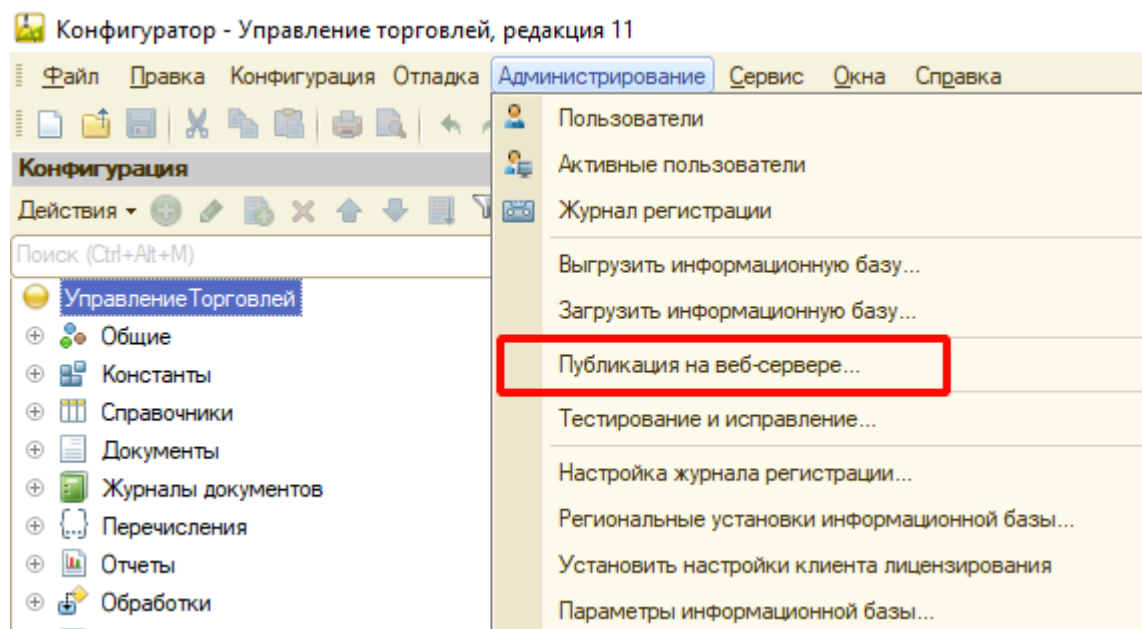 Конфигуратор - Управление торговлей, редакция 11
Файл Правка Конфигурация Отладка Администрирование Сервис Окна Справка
Конфигурация
Действия
Поиск (Ctrl+Alt+M)
УправлениеТорговлей
Общие
Константы
Справочники
Документы
Журналы документов
Перечисления
Отчеты
Обработки
Пользователи
Активные пользователи
Журнал регистрации
Выгрузить информационную базу...
Загрузить информационную базу...
Публикация на веб-сервере...
Тестирование и исправление...
Настройка журнала регистрации...
Региональные установки информационной базы...
Установить настройки клиента лицензирования
Параметры информационной базы...